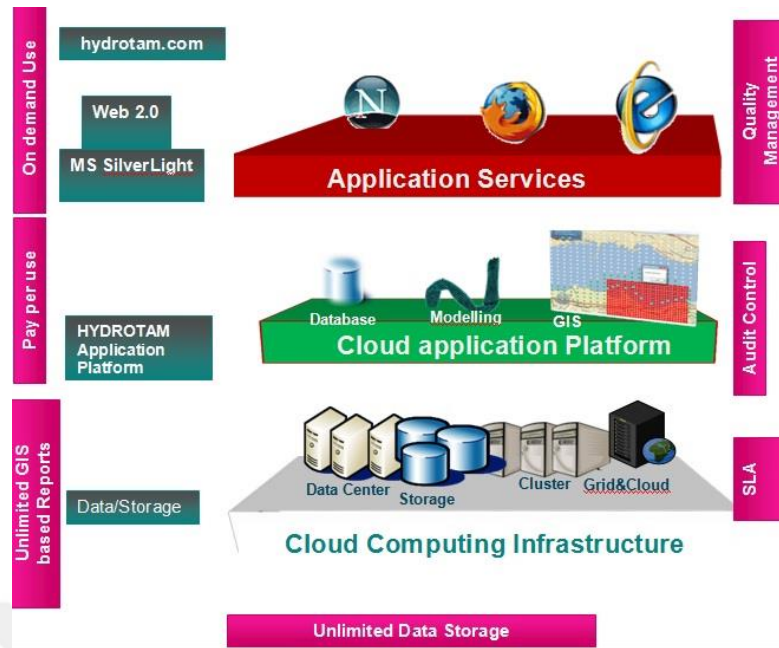 On demand Use
hydrotam.com
Web 2.0
MS SilverLight
N
Application Services
Quality
Management
Pay per use
HYDROTAM
Application
Platform
Database
Modelling
GIS
Cloud application Platform
Audit Control
Unlimited GIS
based Reports
Data/Storage
Data Center
Storage
Cluster
Grid&Cloud
Cloud Computing Infrastructure
SLA
Unlimited Data Storage